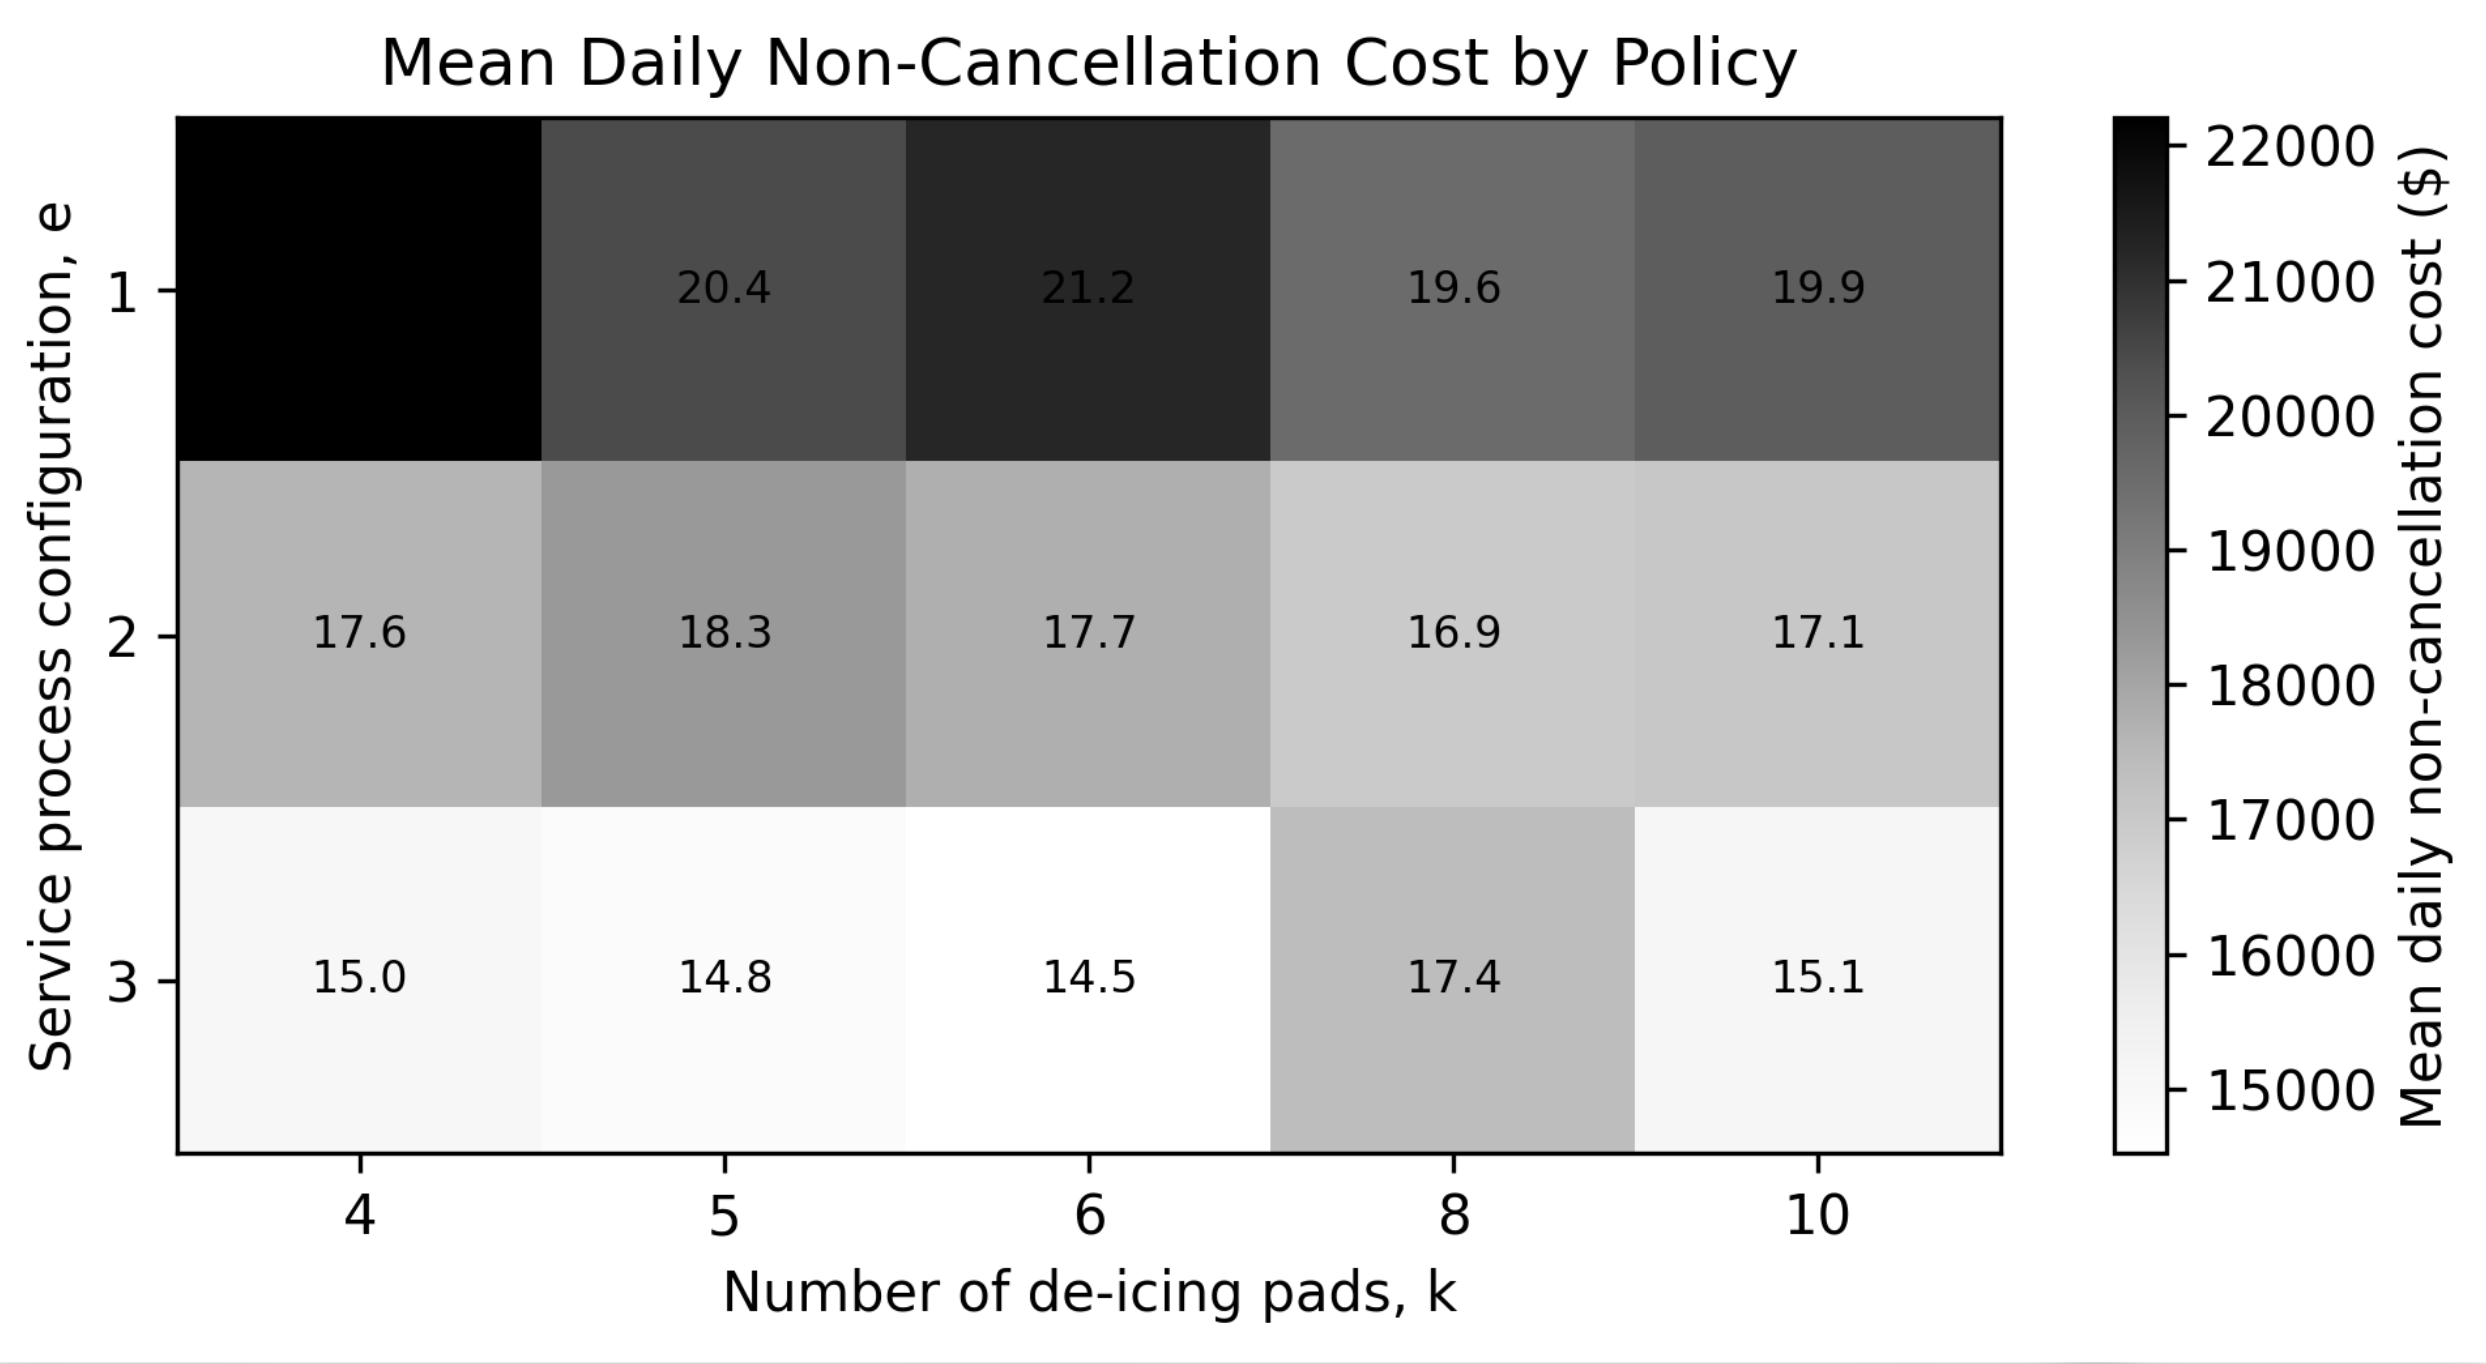 Mean Daily Non-Cancellation Cost by Policy
Service process configuration, e
1
20.4 21.2 19.6 19.9
2
17.6 18.3 17.7 16.9 17.1
3
15.0 14.8 14.5 17.4 15.1
4 5 6 8 10
Number of de-icing pads, k
22000
21000
20000
19000
18000
17000
16000
15000
Mean daily non-cancellation cost ($)